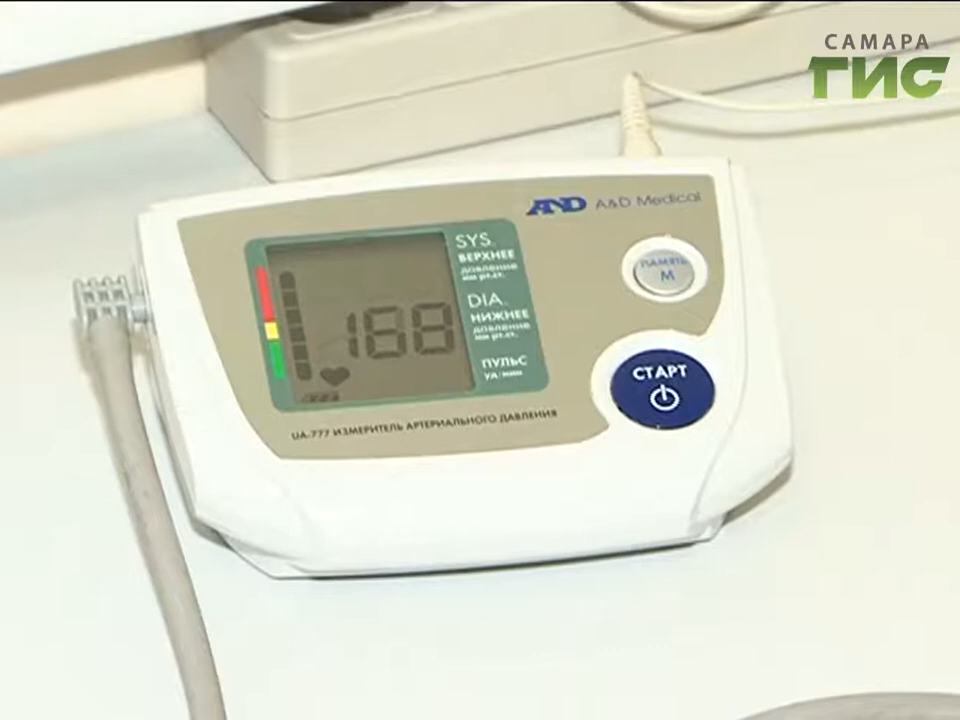 САМАРА
ГИС
AND A&D Medical
SYS.
ВЕРХНЕЕ
давление
мм рт.ст.
DIA.
НИЖНЕЕ
давление
мм рт.ст.
ПУЛЬС
уд/мин
188
ПАМЯТЬ
М
СТАРТ
UA-777 ИЗМЕРИТЕЛЬ АРТЕРИАЛЬНОГО ДАВЛЕНИЯ